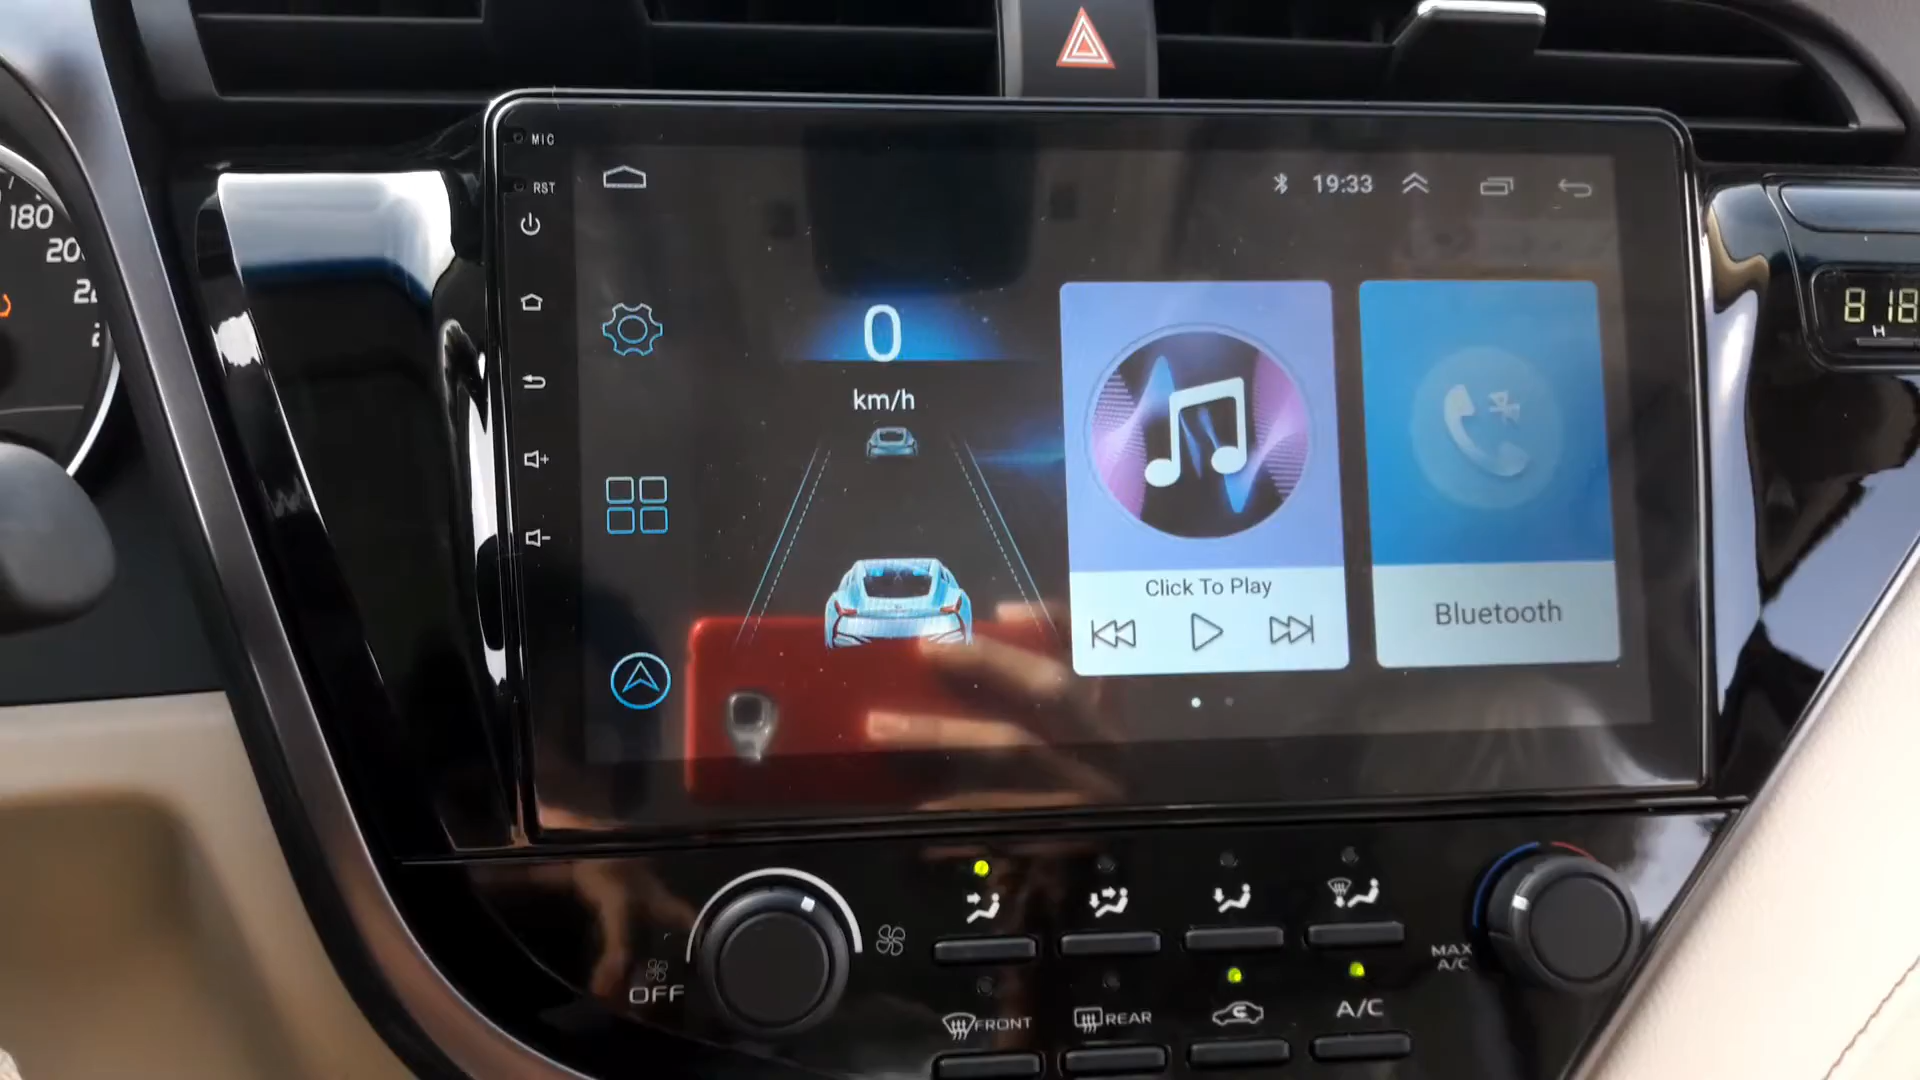 MIC
RST
19:33
180
20
0
km/h
8 18
H
Click To Play
Bluetooth
OFF
MAX
A/C
FRONT
REAR
A/C